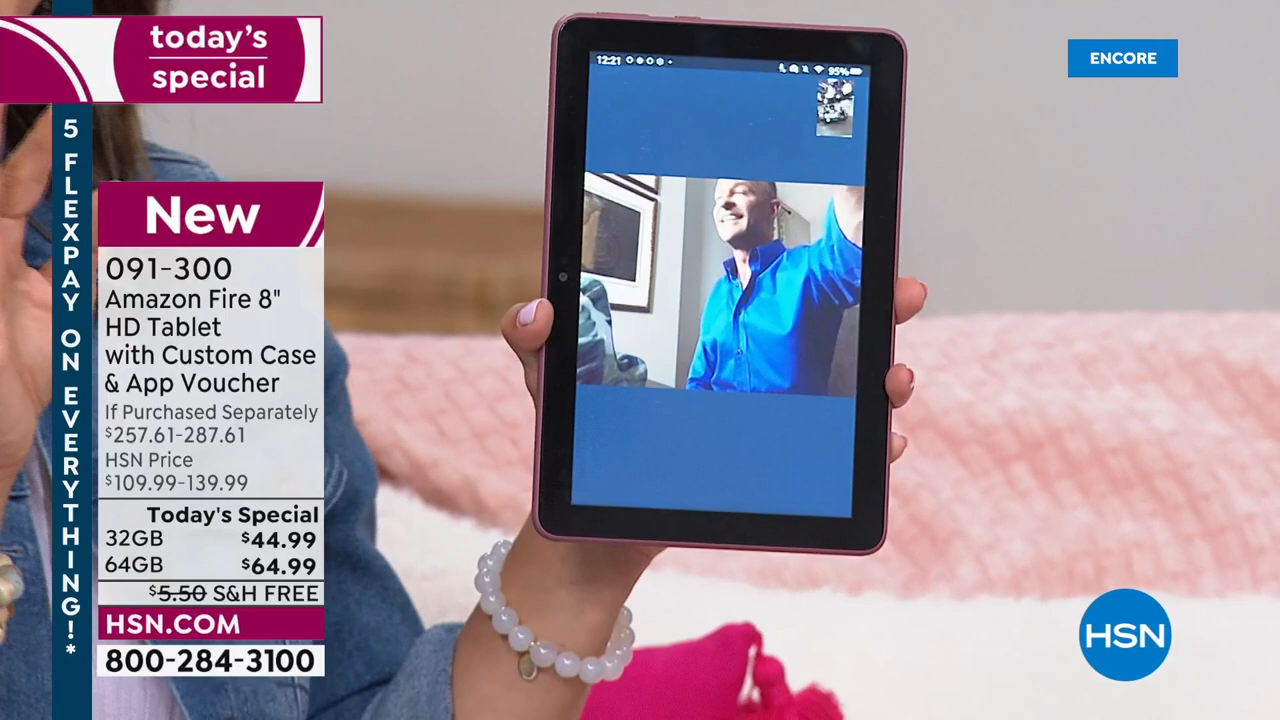 today's
special
ENCORE
12:21
95%
5 FLEXPAY ON EVERYTHING!*
New
091-300
Amazon Fire 8"
HD Tablet
with Custom Case
& App Voucher
If Purchased Separately
$257.61-287.61
HSN Price
$109.99-139.99
Today's Special
32GB $44.99
64GB $64.99
$5.50 S&H FREE
HSN.COM
800-284-3100
HSN